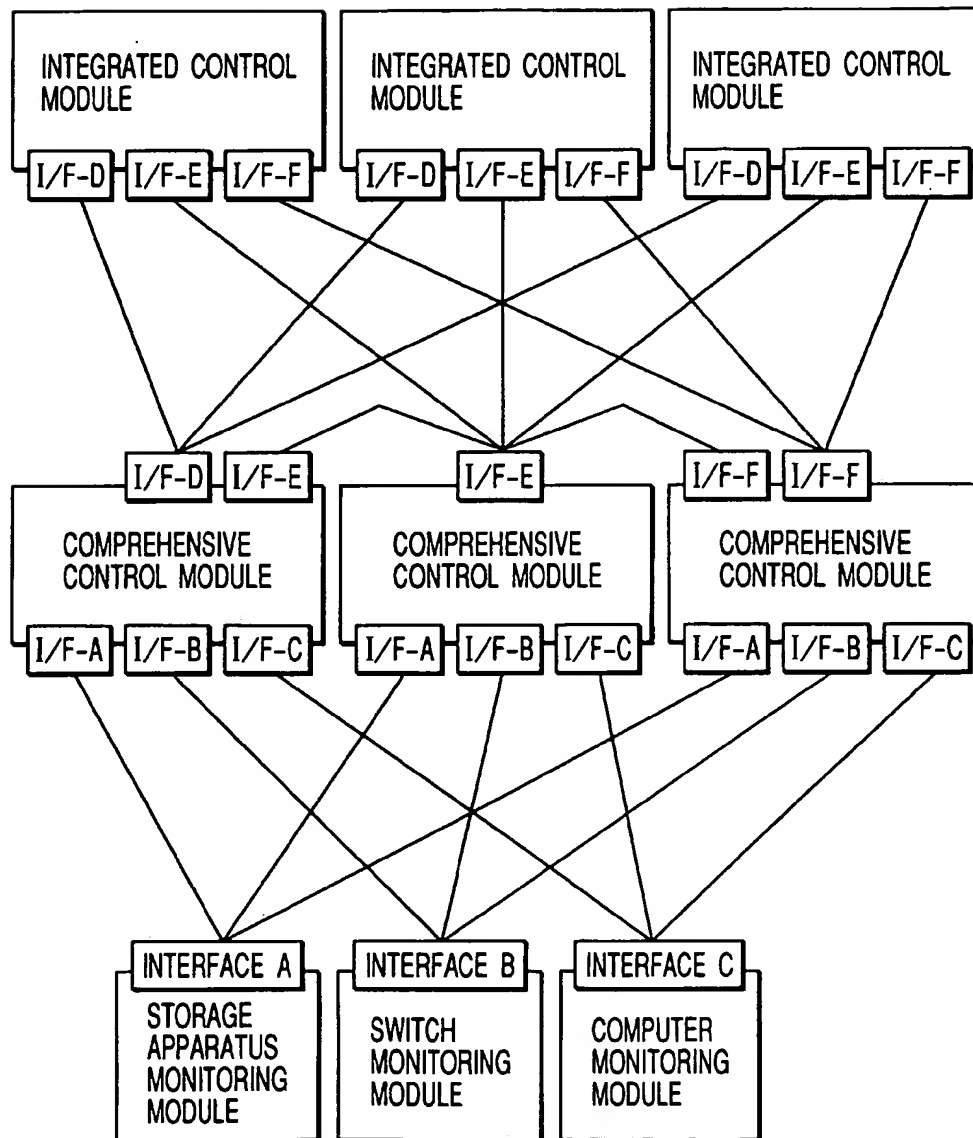 INTEGRATED CONTROL
MODULE
INTEGRATED CONTROL
MODULE
INTEGRATED CONTROL
MODULE
I/F-D
I/F-E
I/F-F
I/F-D
I/F-E
I/F-F
I/F-D
I/F-E
I/F-F
I/F-D
I/F-E
I/F-E
I/F-F
I/F-F
COMPREHENSIVE
CONTROL MODULE
COMPREHENSIVE
CONTROL MODULE
COMPREHENSIVE
CONTROL MODULE
I/F-A
I/F-B
I/F-C
I/F-A
I/F-B
I/F-C
I/F-A
I/F-B
I/F-C
INTERFACE A
STORAGE
APPARATUS
MONITORING
MODULE
INTERFACE B
SWITCH
MONITORING
MODULE
INTERFACE C
COMPUTER
MONITORING
MODULE